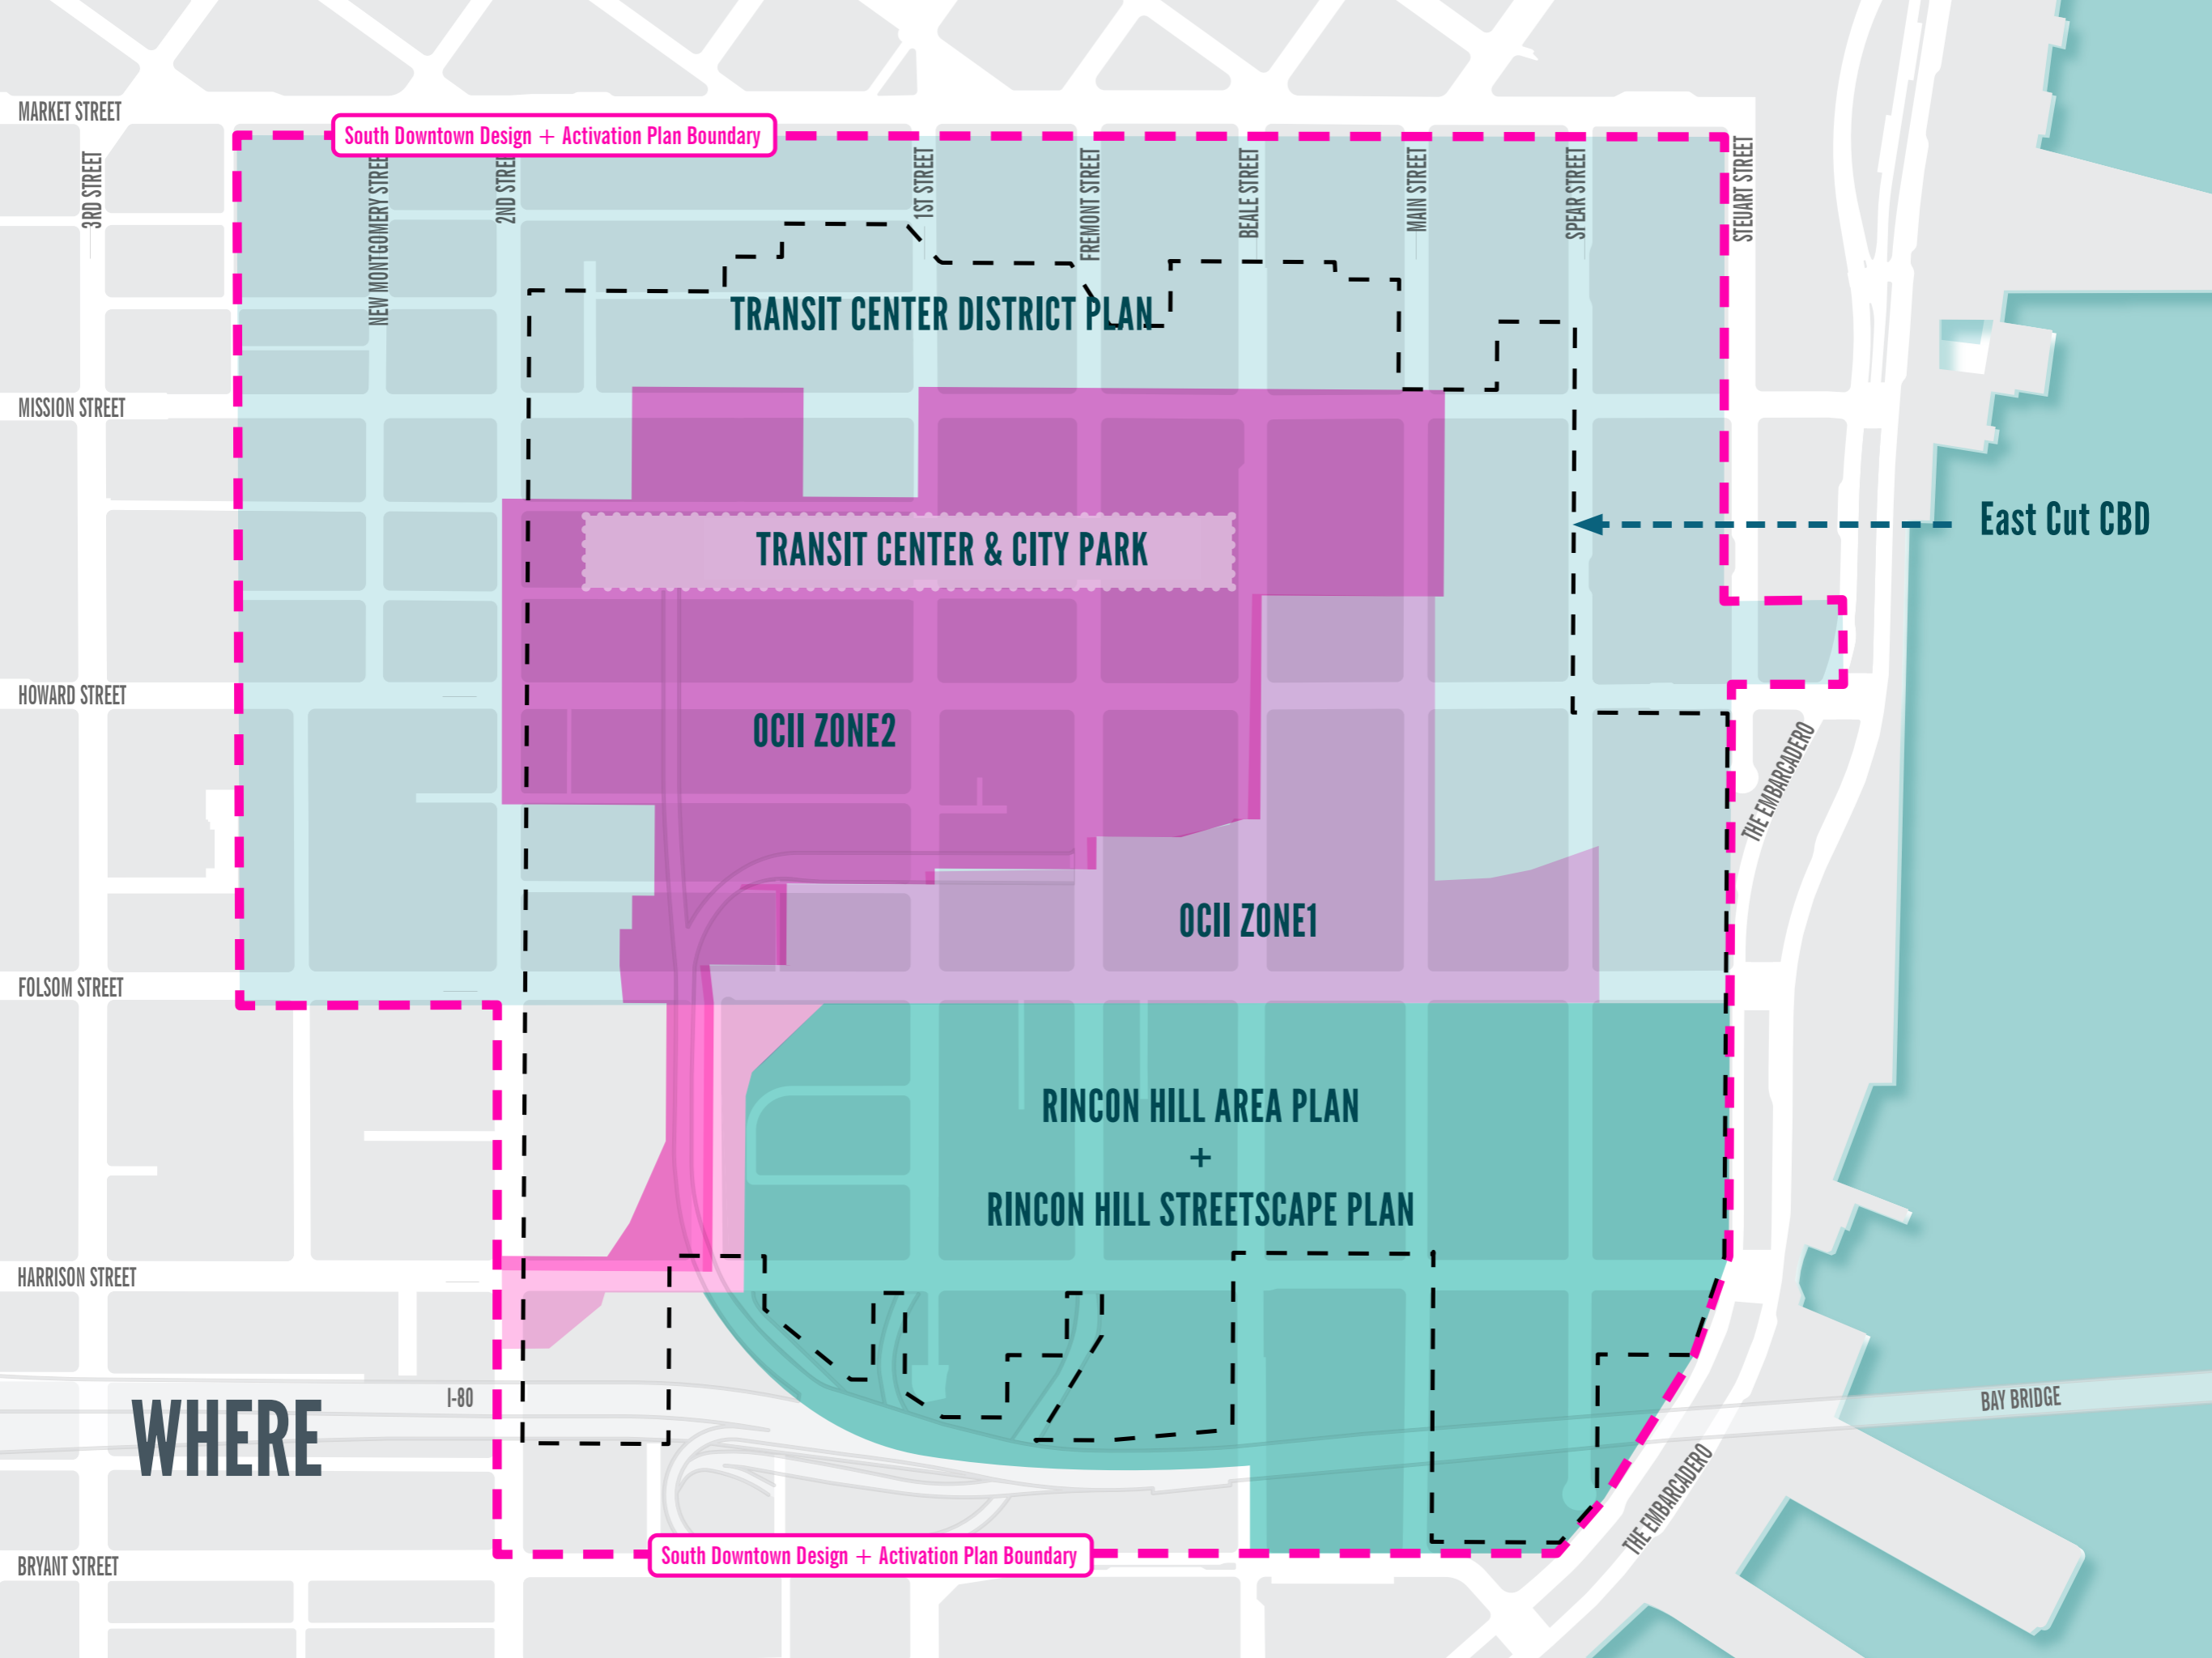 MARKET STREET
South Downtown Design + Activation Plan Boundary
3RD STREET
NEW MONTGOMERY STREE
2ND STREE
1ST STREET
FREMONT STREET
BEALE STREET
MAIN STREET
SPEAR STREET
STEUART STREET
TRANSIT CENTER DISTRICT PLAN
MISSION STREET
East Cut CBD
TRANSIT CENTER & CITY PARK
HOWARD STREET
OCII ZONE2
THE EMBARCADERO
OCII ZONE1
FOLSOM STREET
RINCON HILL AREA PLAN
+
RINCON HILL STREETSCAPE PLAN
HARRISON STREET
WHERE
I-80
BAY BRIDGE
THE EMBARCADERO
South Downtown Design + Activation Plan Boundary
BRYANT STREET